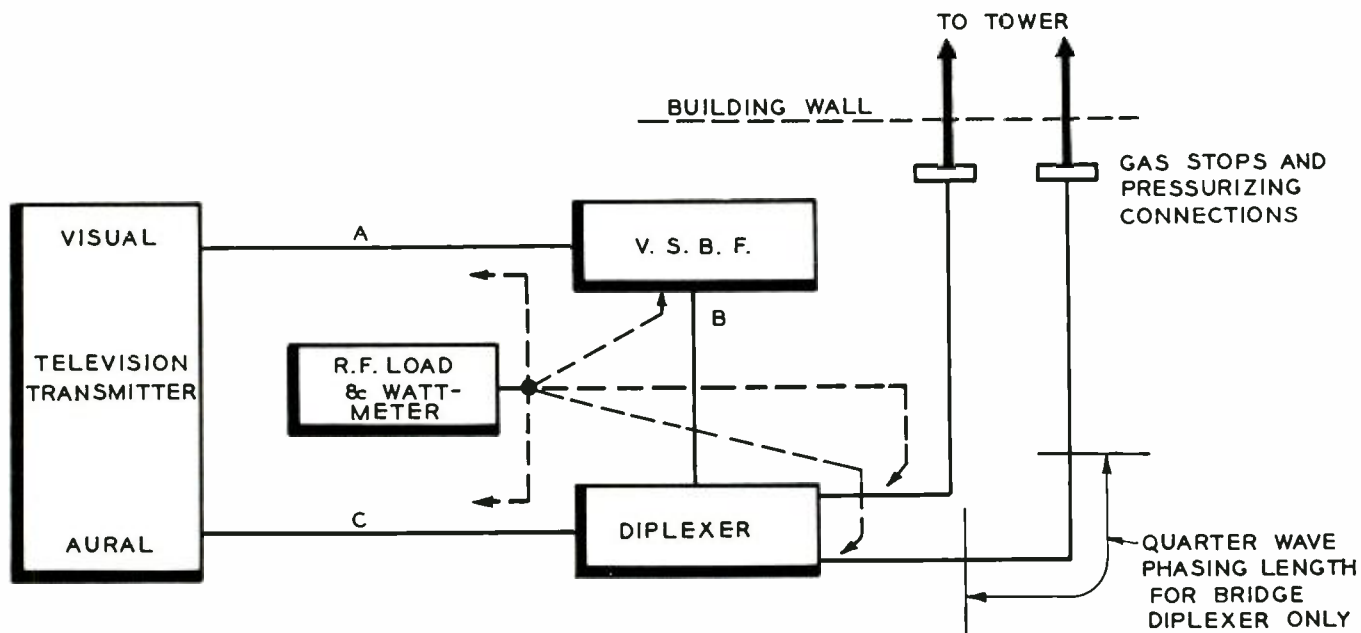 TO TOWER
BUILDING WALL
GAS STOPS AND
PRESSURIZING
CONNECTIONS
VISUAL
A
V. S. B. F.
B
TELEVISION
TRANSMITTER
R.F. LOAD
& WATT-
METER
C
AURAL
DIPLEXER
QUARTER WAVE
PHASING LENGTH
FOR BRIDGE
DIPLEXER ONLY